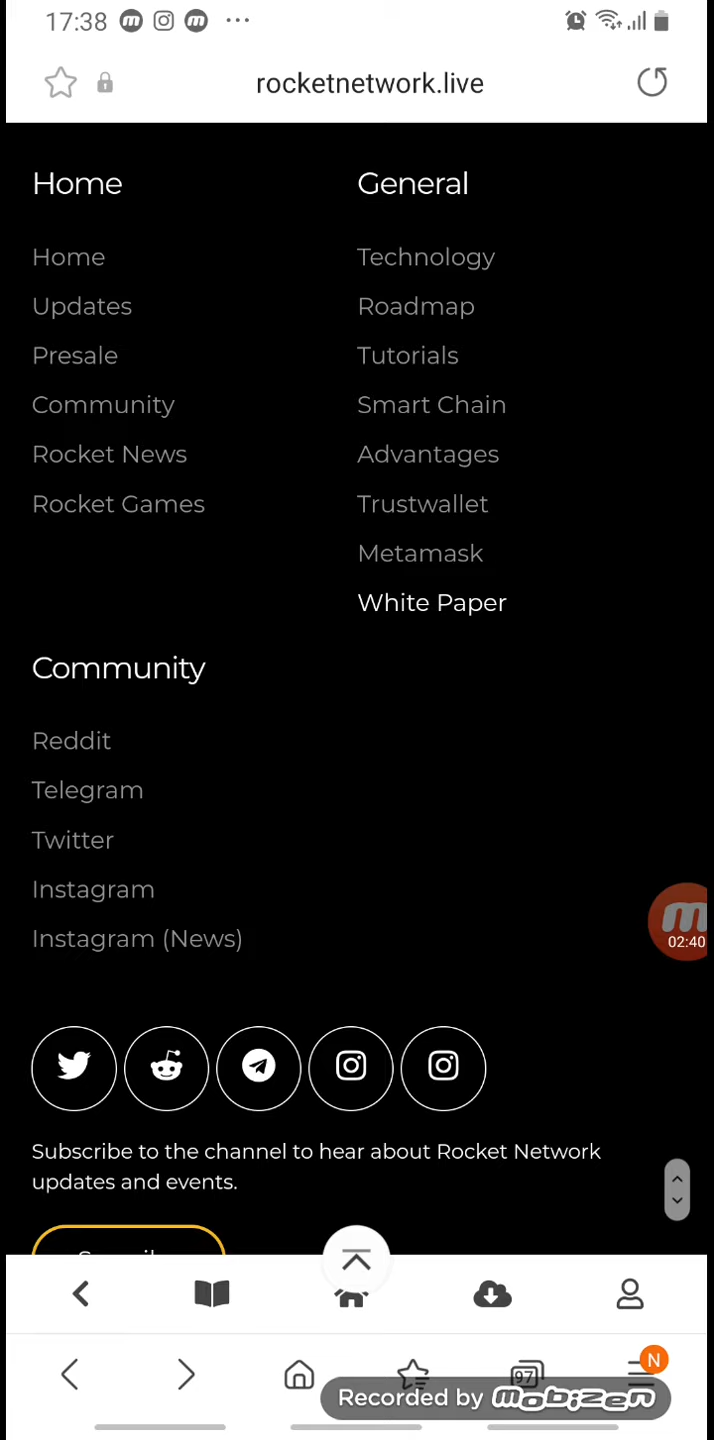 17:38
rocketnetwork.live
Home
Home
Updates
Presale
Community
Rocket News
Rocket Games
General
Technology
Roadmap
Tutorials
Smart Chain
Advantages
Trustwallet
Metamask
White Paper
Community
Reddit
Telegram
Twitter
Instagram
Instagram (News)
02:40
Subscribe to the channel to hear about Rocket Network
updates and events.
N
97
Recorded by mobizen